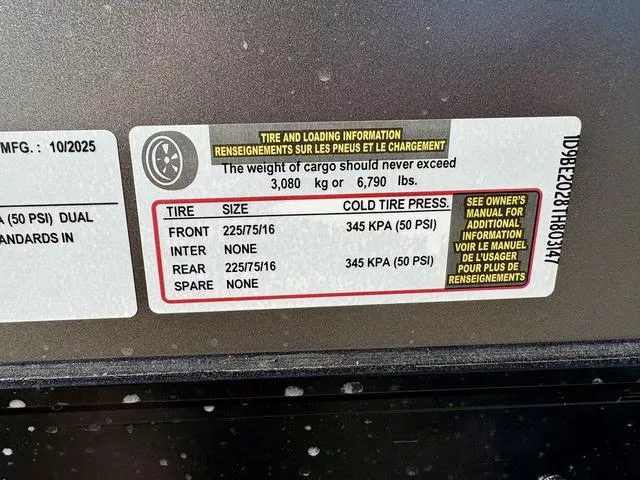 MFG. : 10/2025
(50 PSI) DUAL
IN
TIRE AND LOADING INFORMATION
RENSEIGNEMENTS SUR LES PNEUS ET LE CHARGEMENT
The weight of cargo should never exceed
3,080 kg or 6,790 lbs.
TIRE SIZE COLD TIRE PRESS.
FRONT 225/75/16 345 KPA (50 PSI)
INTER NONE
REAR 225/75/16 345 KPA (50 PSI)
SPARE NONE
SEE OWNER'S
MANUAL FOR
ADDITIONAL
INFORMATION
VOIR LE MANUEL
DE L'USAGER
POUR PLUS DE
RENSEIGNEMENTS
1D9BE2028TH803147